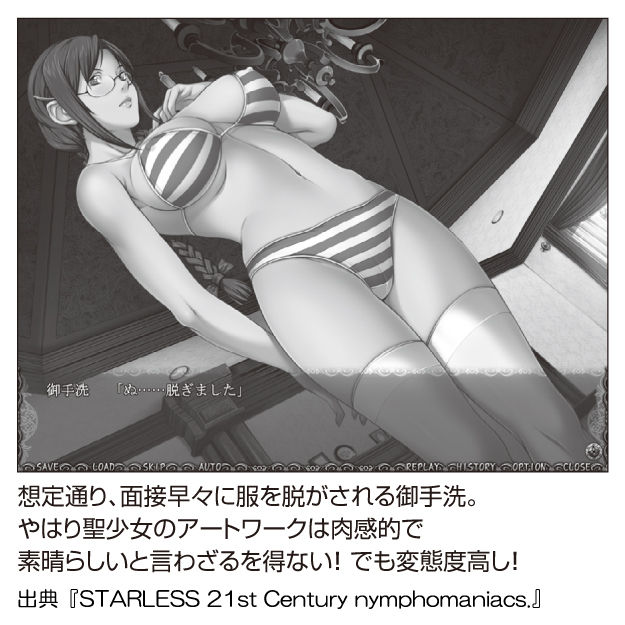 御手洗 「ぬ……脱ぎました」
SAVE LOAD SKIP AUTO REPLAY HISTORY OPTION CLOSE
想定通り、面接早々に服を脱がされる御手洗。
やはり聖少女のアートワークは肉感的で
素晴らしいと言わざるを得ない! でも変態度高し!
出典『STARLESS 21st Century nymphomaniacs.』